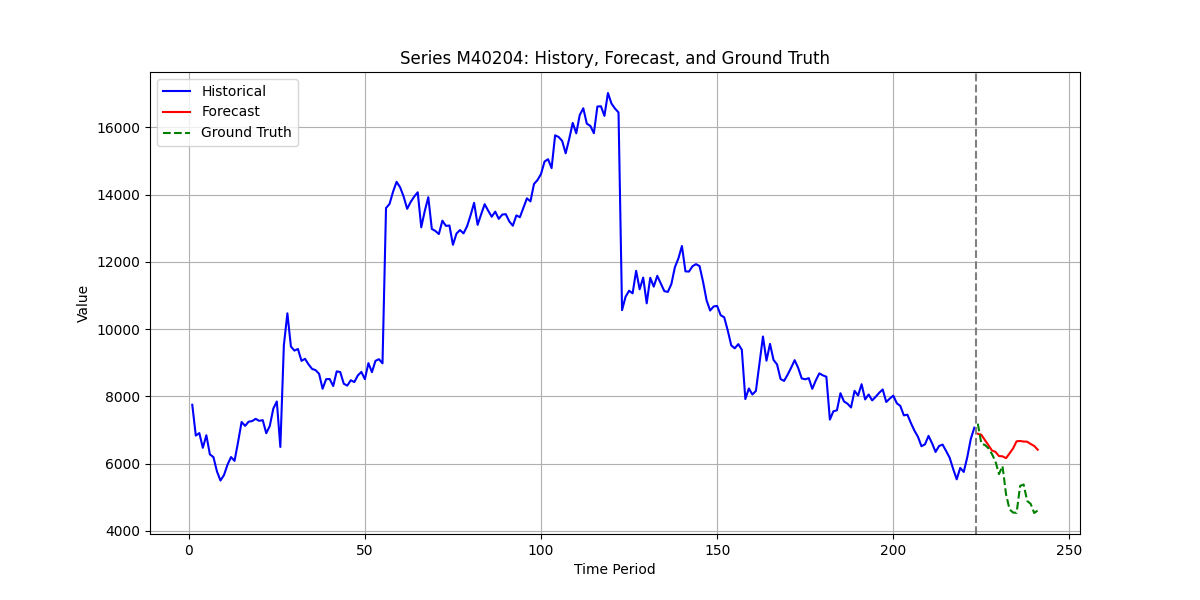 Series M40204: History, Forecast, and Ground Truth
Historical
Forecast
Ground Truth
Value
16000
14000
12000
10000
8000
6000
4000
0 50 100 150 200 250
Time Period